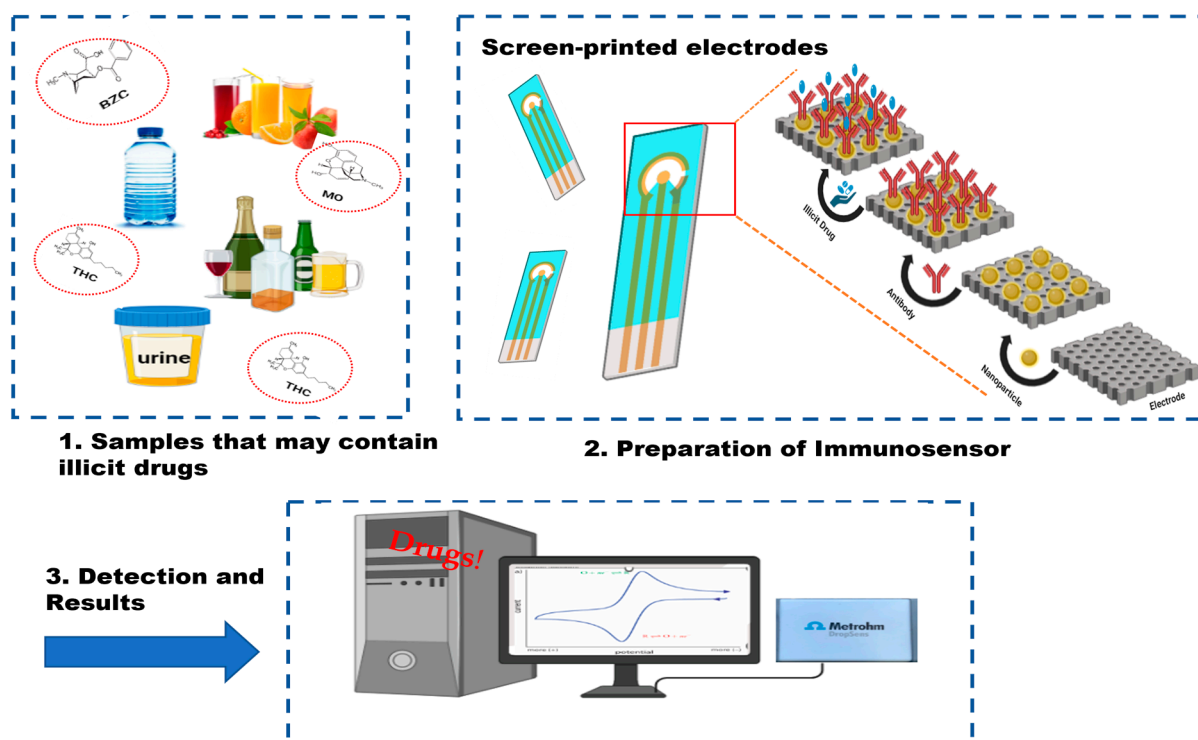 BZC
MO
THC
urine
THC
1. Samples that may contain
illicit drugs
Screen-printed electrodes
Illicit Drug
Antibody
Nanoparticle
Electrode
2. Preparation of Immunosensor
3. Detection and
Results
Drugs!
current
potential
Metrohm
DropSens